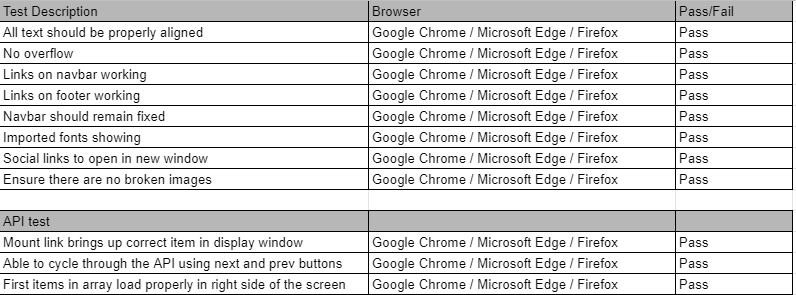 Test Description Browser Pass/Fail
All text should be properly aligned Google Chrome / Microsoft Edge / Firefox Pass
No overflow Google Chrome / Microsoft Edge / Firefox Pass
Links on navbar working Google Chrome / Microsoft Edge / Firefox Pass
Links on footer working Google Chrome / Microsoft Edge / Firefox Pass
Navbar should remain fixed Google Chrome / Microsoft Edge / Firefox Pass
Imported fonts showing Google Chrome / Microsoft Edge / Firefox Pass
Social links to open in new window Google Chrome / Microsoft Edge / Firefox Pass
Ensure there are no broken images Google Chrome / Microsoft Edge / Firefox Pass
API test
Mount link brings up correct item in display window Google Chrome / Microsoft Edge / Firefox Pass
Able to cycle through the API using next and prev buttons Google Chrome / Microsoft Edge / Firefox Pass
First items in array load properly in right side of the screen Google Chrome / Microsoft Edge / Firefox Pass